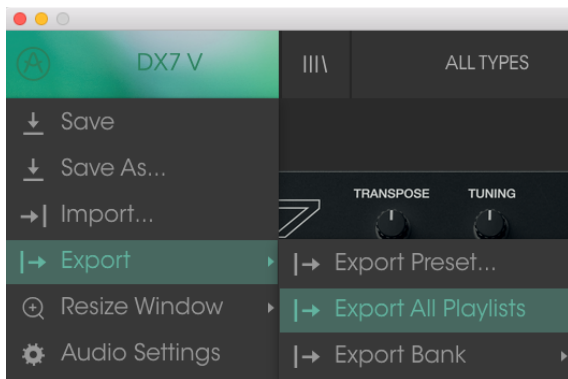 DX7 V
ALL TYPES
Save
Save As...
Import...
TRANSPOSE TUNING
Export
Export Preset...
Resize Window
Export All Playlists
Audio Settings
Export Bank